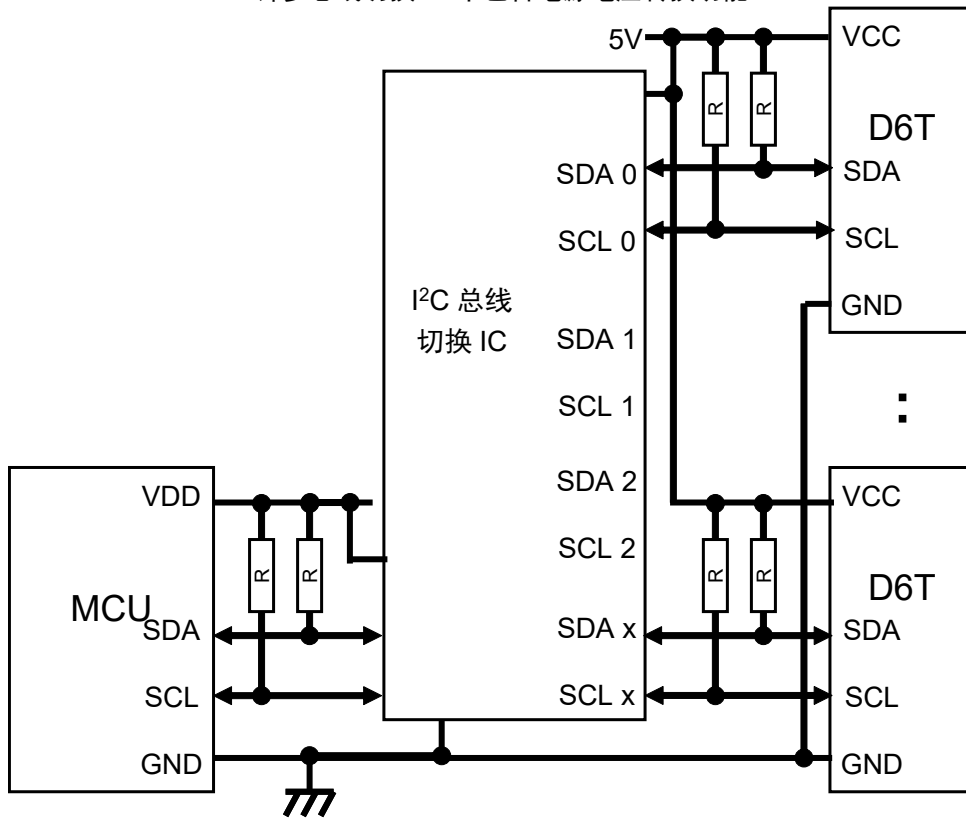 5V
VCC
D6T
SDA
SCL
GND
R
R
SDA 0
SCL 0
I²C 总线
切换 IC
SDA 1
SCL 1
SDA 2
SCL 2
SDA x
SCL x
:
MCU
VDD
SDA
SCL
GND
R
R
R
R
VCC
D6T
SDA
SCL
GND